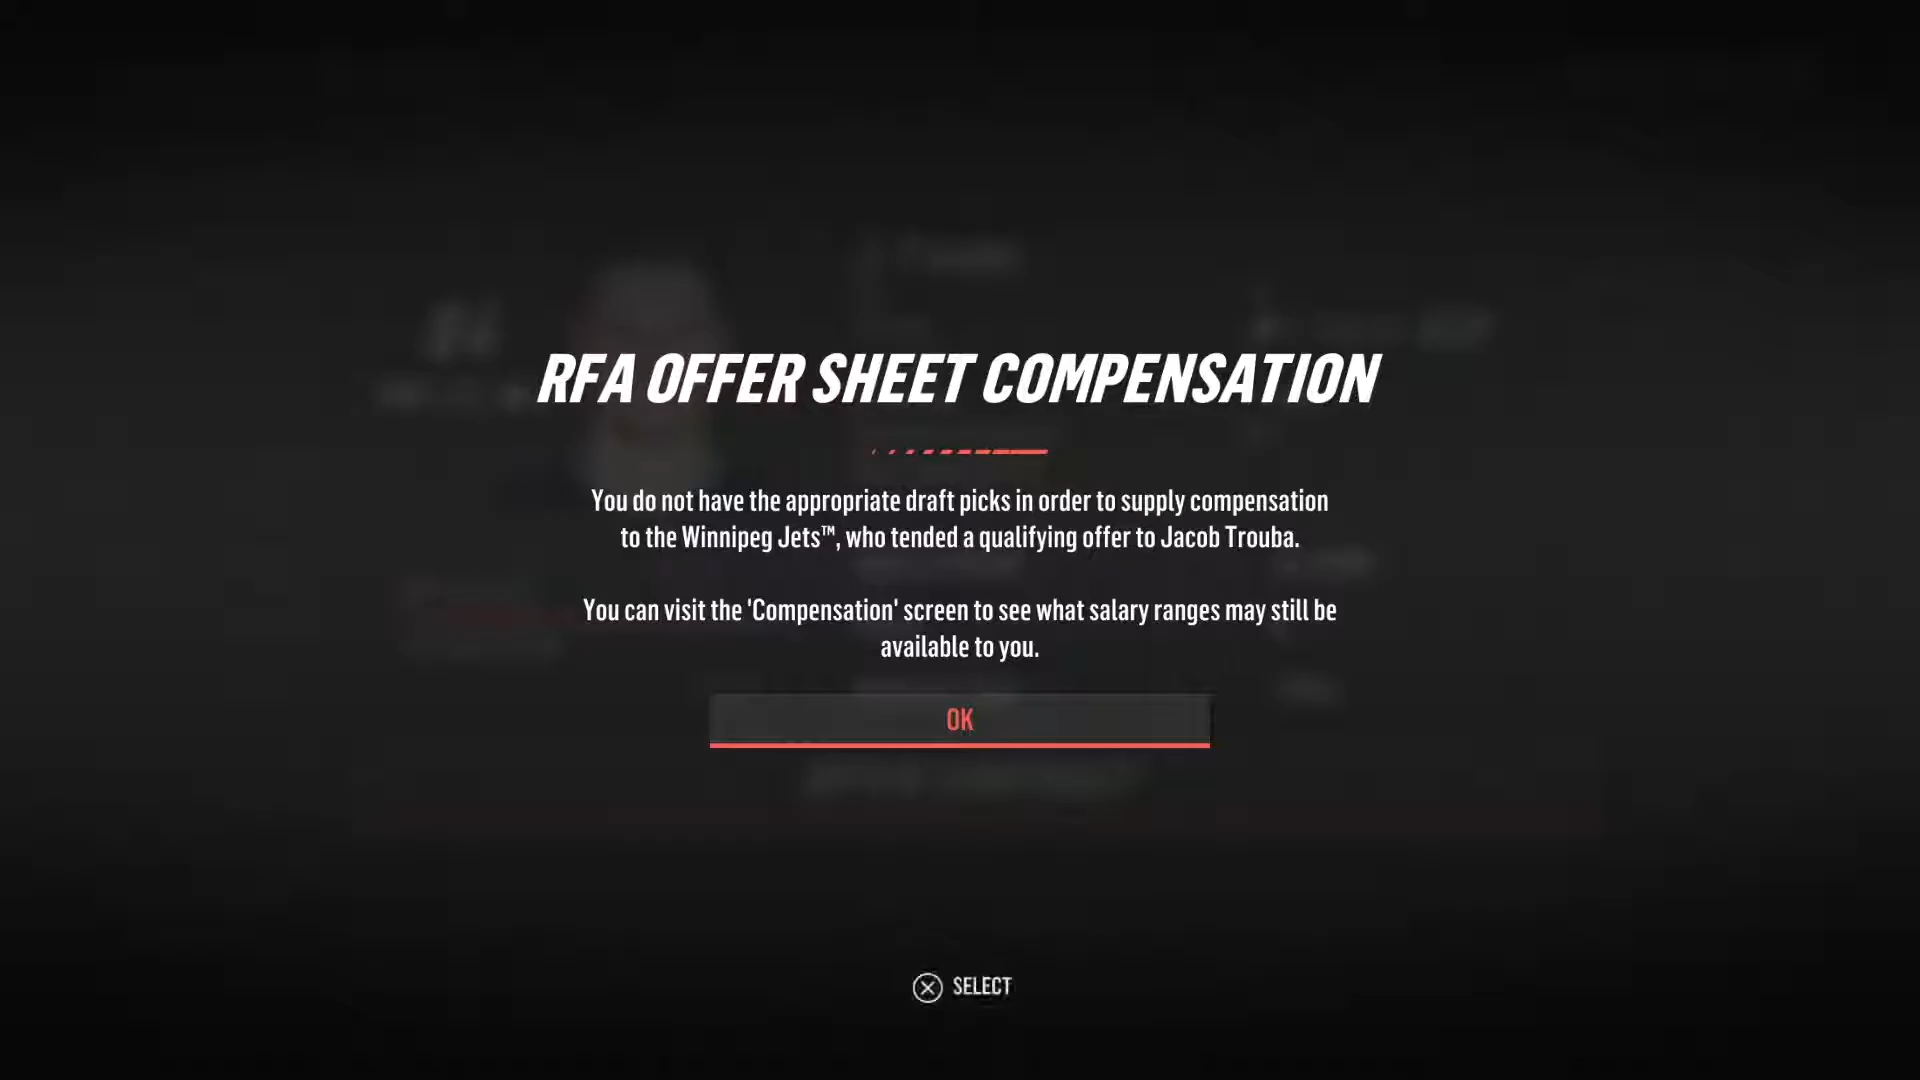 RFA OFFER SHEET COMPENSATION
You do not have the appropriate draft picks in order to supply compensation
to the Winnipeg Jets™, who tended a qualifying offer to Jacob Trouba.
You can visit the 'Compensation' screen to see what salary ranges may still be
available to you.
OK
SELECT